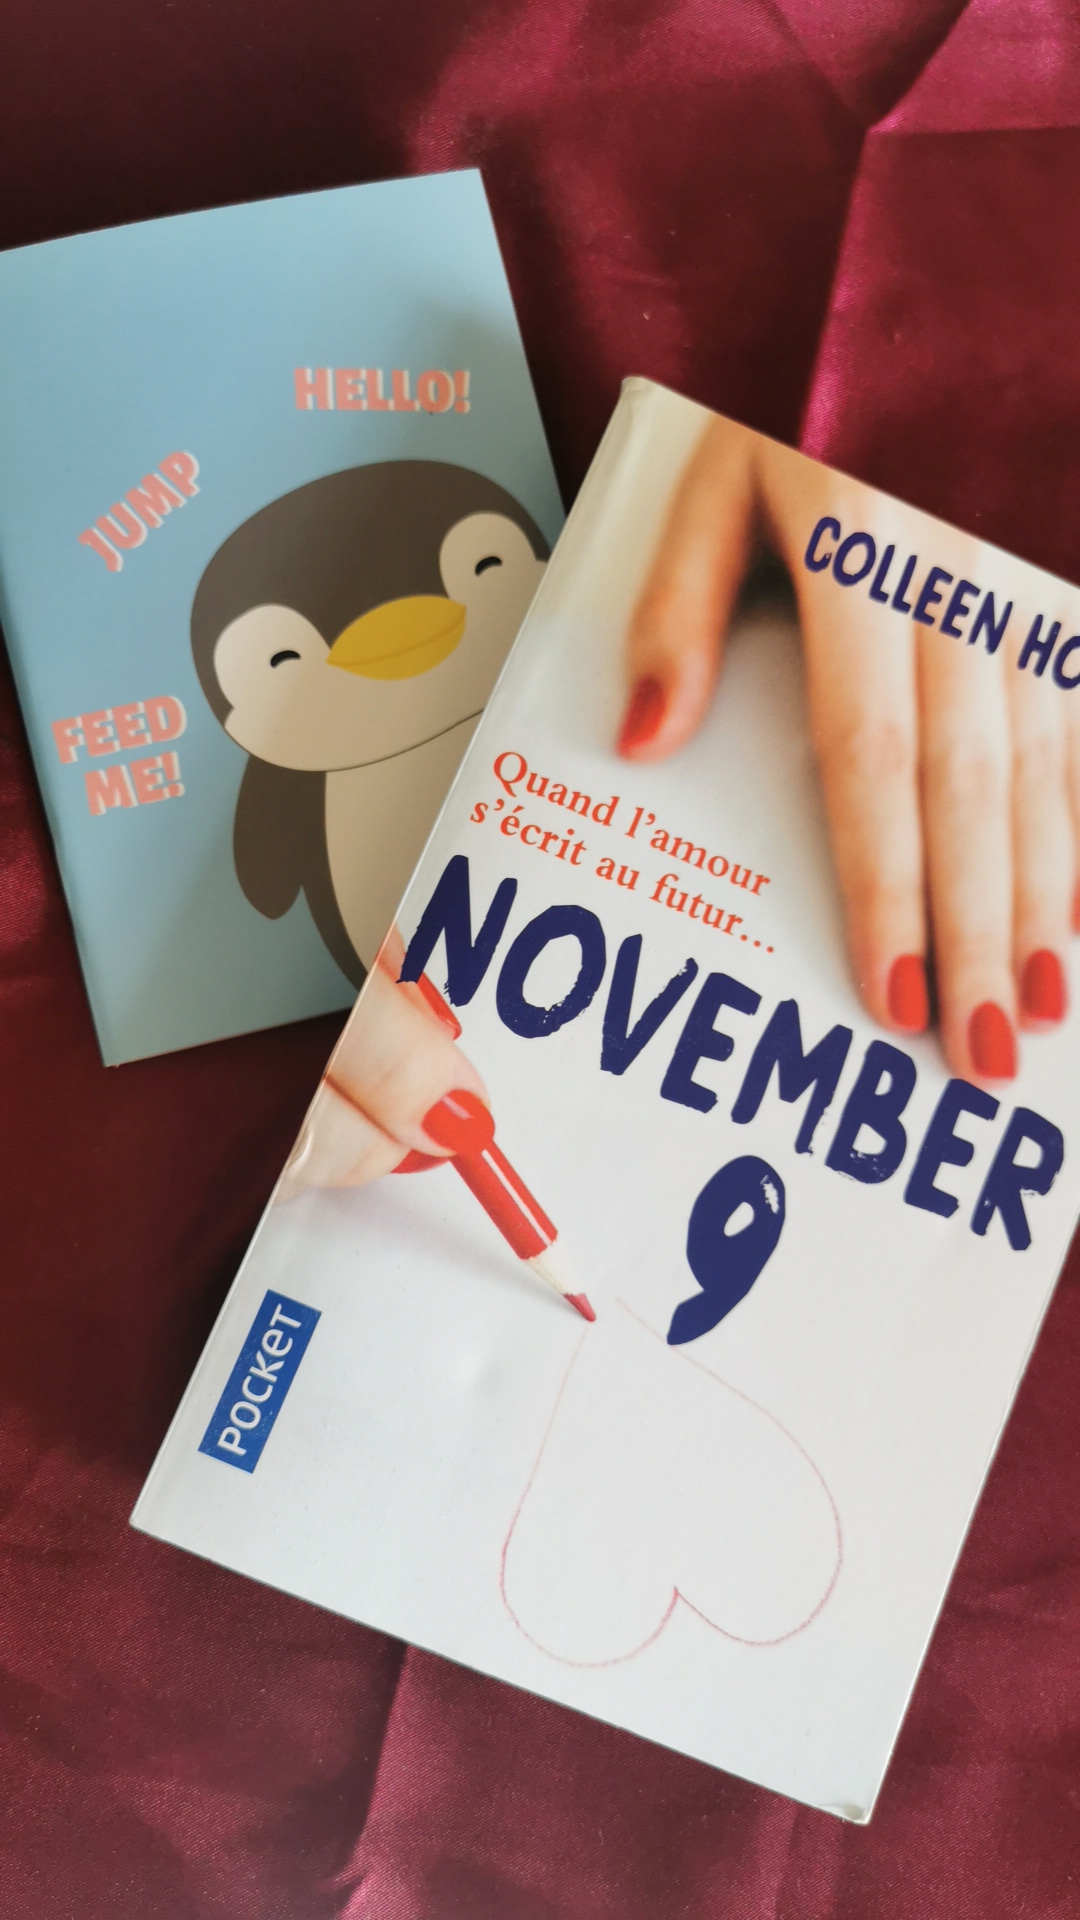 HELLO!
JUMP
FEED
ME!
COLLEEN HO
Quand l'amour
s'écrit au futur...
NOVEMBER
9
POCKET